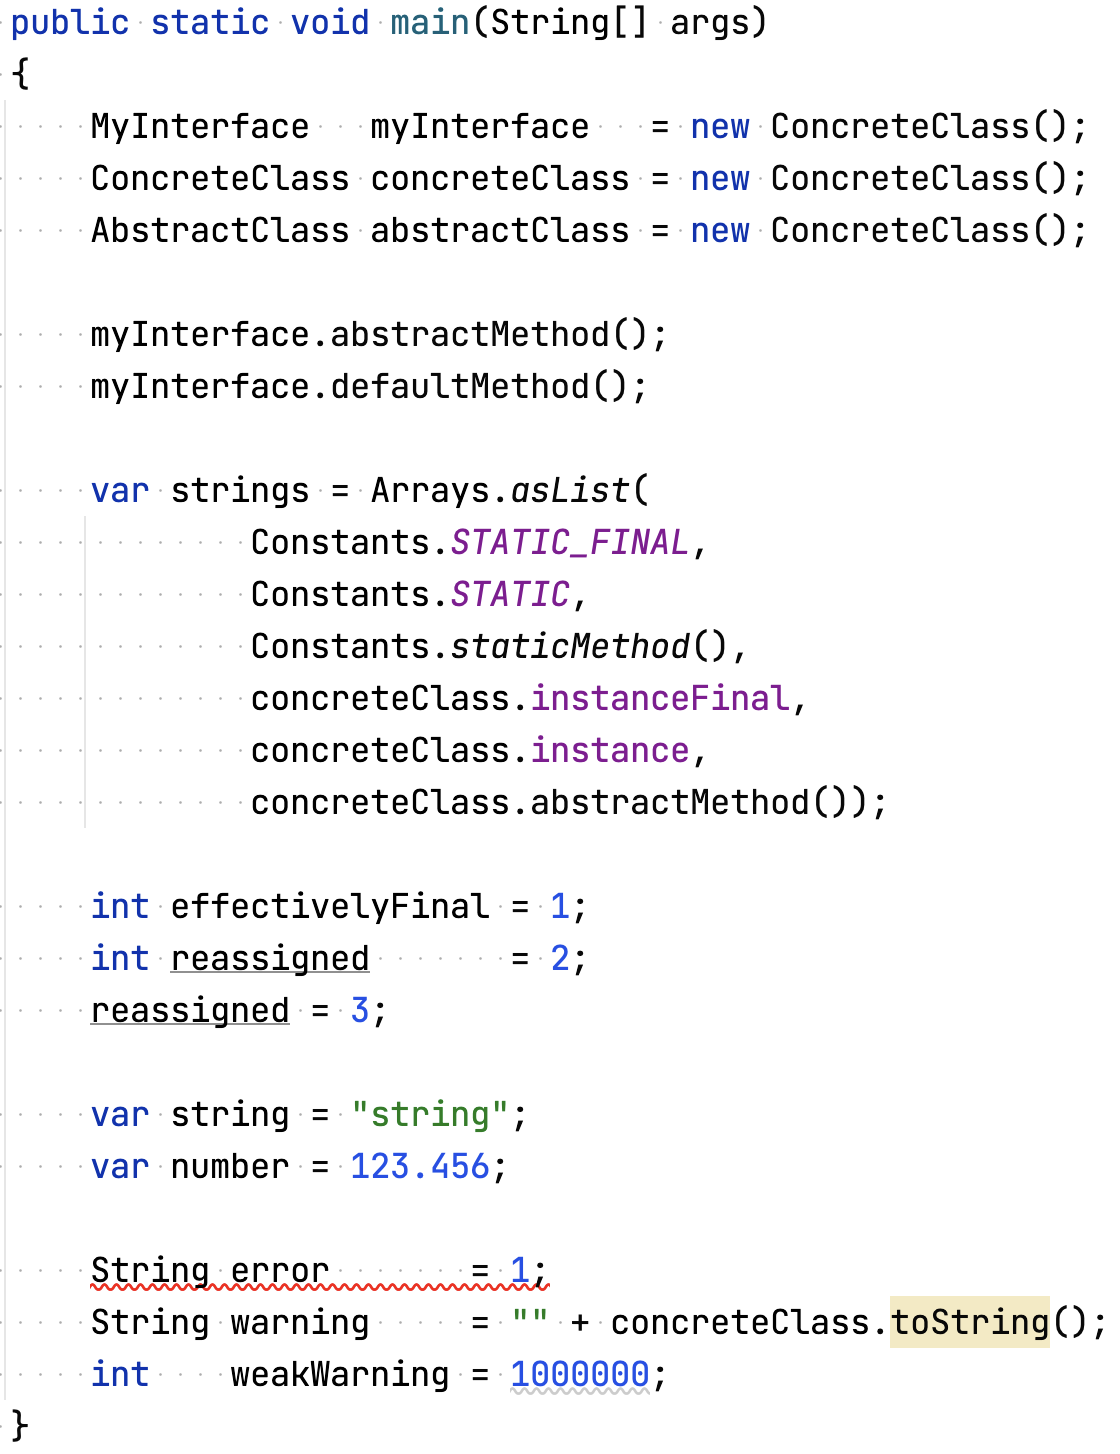 public static void main(String[] args)
{
    MyInterface   myInterface   = new ConcreteClass();
    ConcreteClass concreteClass = new ConcreteClass();
    AbstractClass abstractClass = new ConcreteClass();

    myInterface.abstractMethod();
    myInterface.defaultMethod();

    var strings = Arrays.asList(
            Constants.STATIC_FINAL,
            Constants.STATIC,
            Constants.staticMethod(),
            concreteClass.instanceFinal,
            concreteClass.instance,
            concreteClass.abstractMethod());

    int effectivelyFinal = 1;
    int reassigned       = 2;
    reassigned = 3;

    var string = "string";
    var number = 123.456;

    String error       = 1;
    String warning     = "" + concreteClass.toString();
    int    weakWarning = 1000000;
}